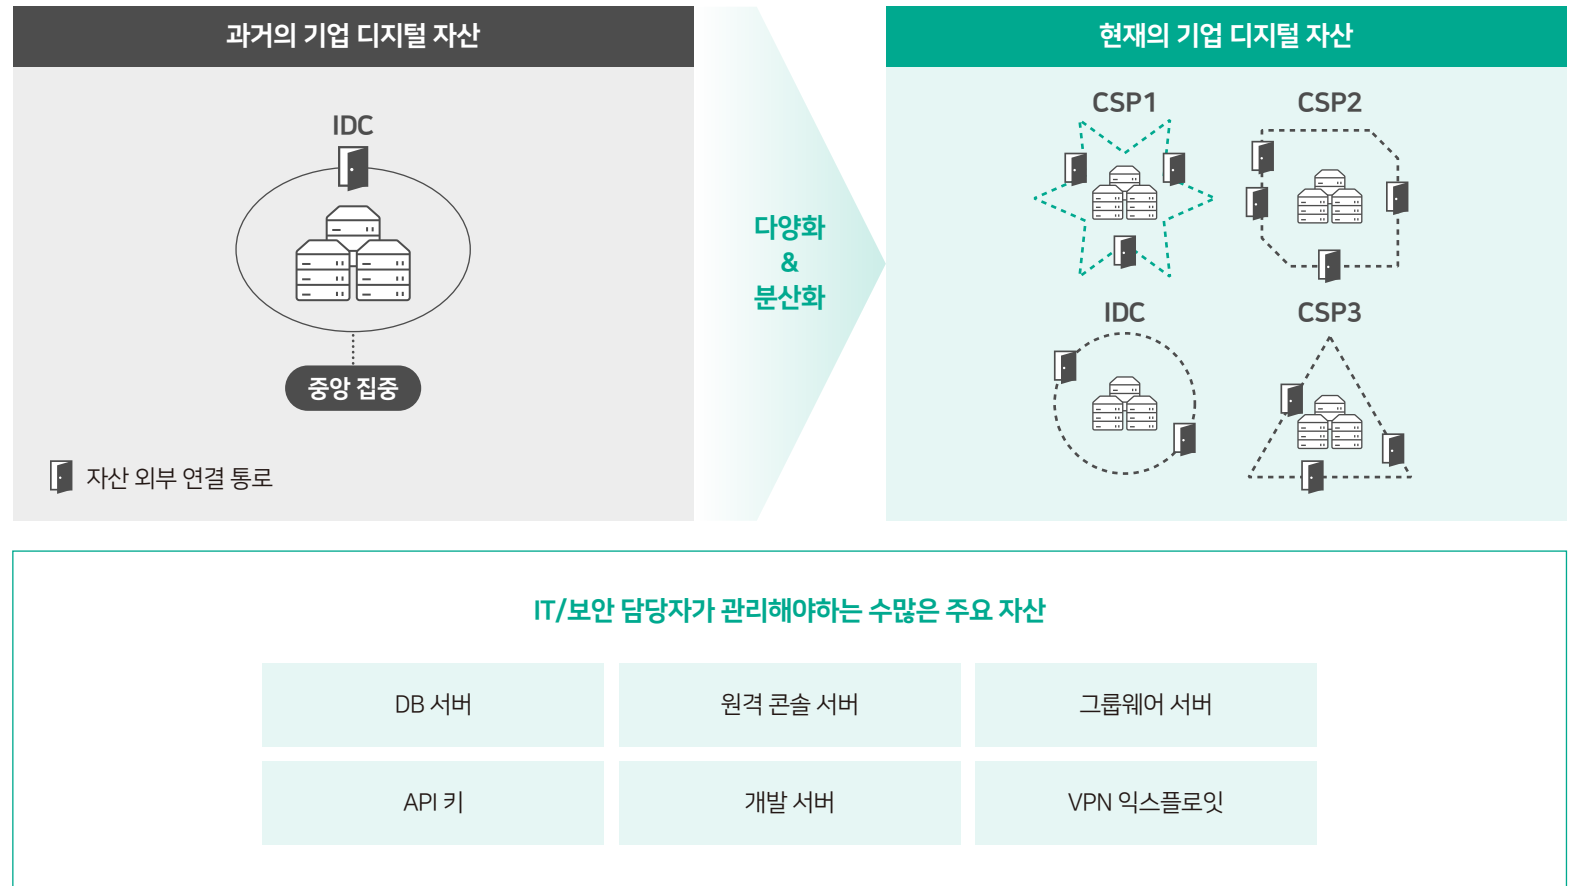 과거의 기업 디지털 자산
IDC
중앙 집중
자산 외부 연결 통로
다양화
&
분산화
현재의 기업 디지털 자산
CSP1
CSP2
IDC
CSP3
IT/보안 담당자가 관리해야하는 수많은 주요 자산
DB 서버
원격 콘솔 서버
그룹웨어 서버
API 키
개발 서버
VPN 익스플로잇